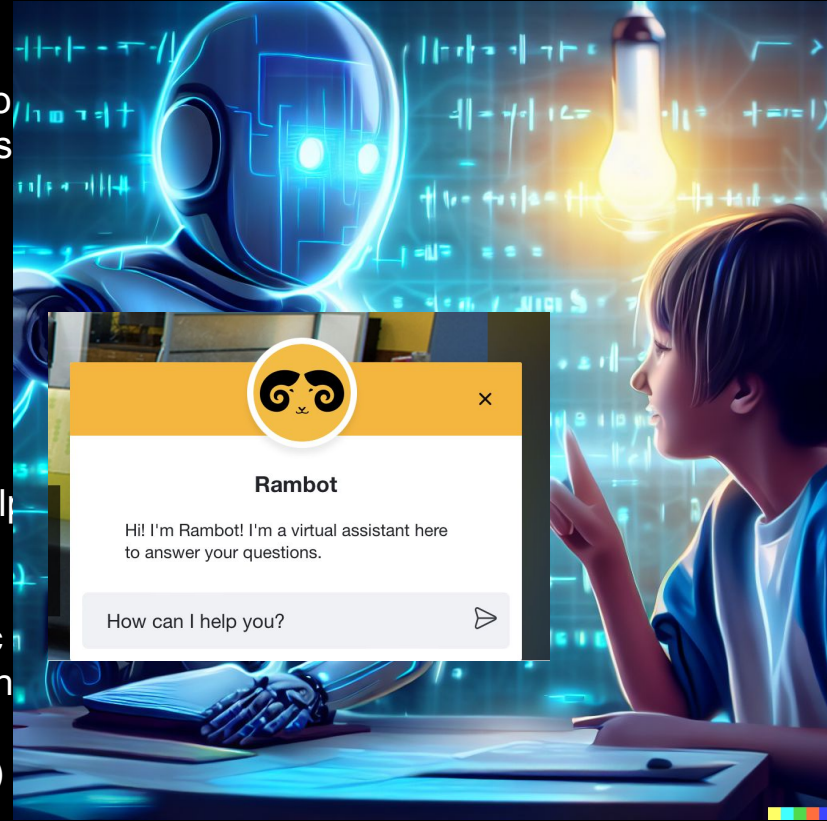 Rambot
Hi! I'm Rambot! I'm a virtual assistant here
to answer your questions.
How can I help you?